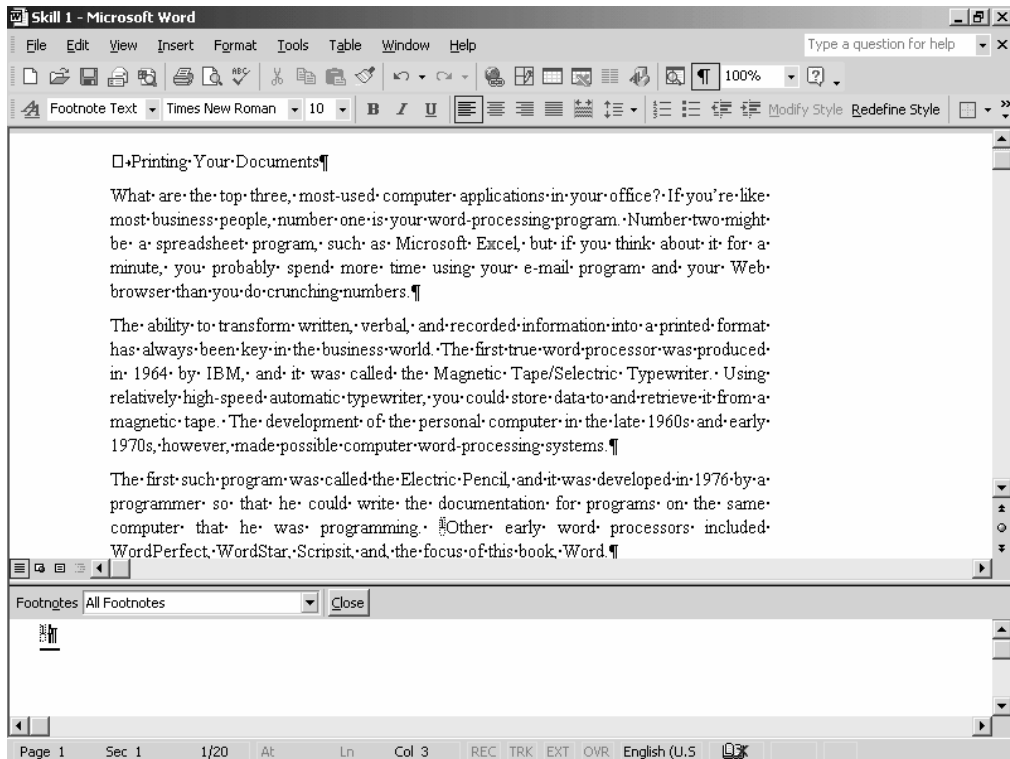 Skill 1 - Microsoft Word
File Edit View Insert Format Tools Table Window Help Type a question for help
100%
Footnote Text Times New Roman 10 B I U Modify Style Redefine Style
Printing Your Documents¶
What are the top three, most-used computer applications in your office? If you're like
most business people, number one is your word-processing program. Number two might
be a spreadsheet program, such as Microsoft Excel, but if you think about it for a
minute, you probably spend more time using your e-mail program and your Web
browser than you do crunching numbers.¶
The ability to transform written, verbal, and recorded information into a printed format
has always been key in the business world. The first true word processor was produced
in 1964 by IBM, and it was called the Magnetic Tape/Selectric Typewriter. Using
relatively high-speed automatic typewriter, you could store data to and retrieve it from a
magnetic tape. The development of the personal computer in the late 1960s and early
1970s, however, made possible computer word-processing systems.¶
The first such program was called the Electric Pencil, and it was developed in 1976 by a
programmer so that he could write the documentation for programs on the same
computer that he was programming. Other early word processors included
WordPerfect, WordStar, Scripsit, and, the focus of this book, Word.¶
Footnotes All Footnotes Close
Page 1 Sec 1 1/20 At Ln Col 3 REC TRK EXT OVR English (U.S